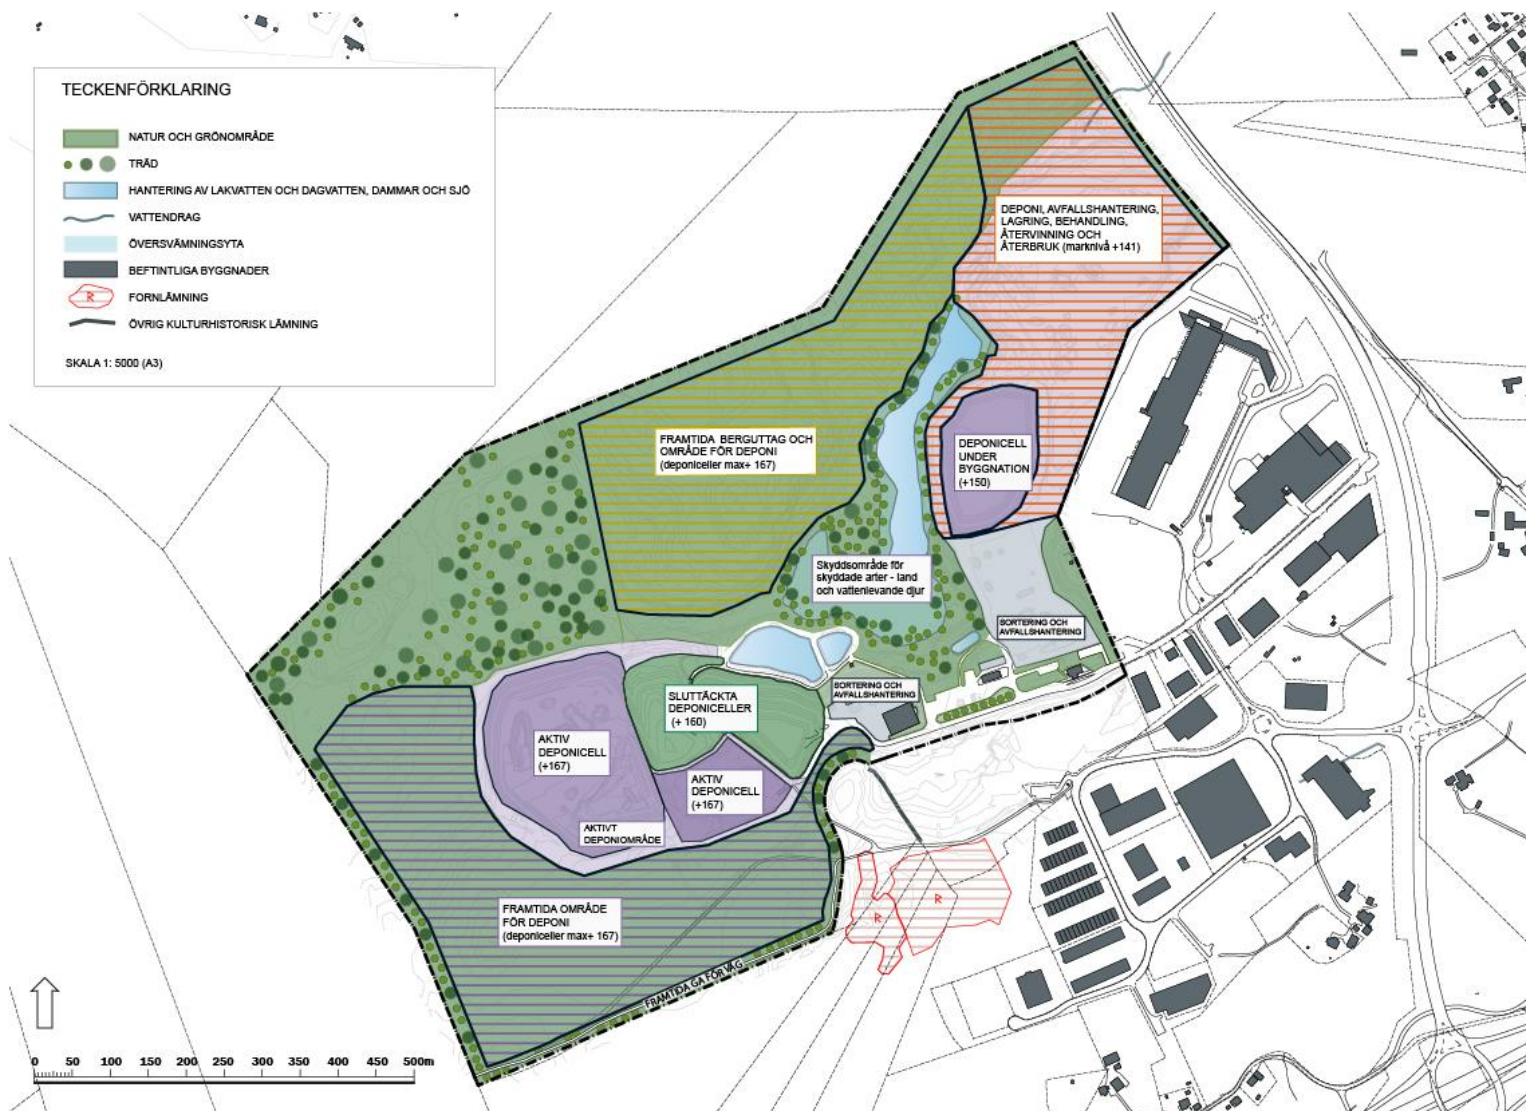 TECKENFÖRKLARING
NATUR OCH GRÖNOMRÅDE
TRÄD
HANTERING AV LAKVATTEN OCH DAGVATTEN, DAMMAR OCH SJÖ
VATTENDRAG
ÖVERSVÄMNINGSYTA
BEFTINTLIGA BYGGNADER
R
FORNLÄMNING
ÖVRIG KULTURHISTORISK LÄMNING
SKALA 1: 5000 (A3)
DEPONI, AVFALLSHANTERING,
LAGRING, BEHANDLING,
ÅTERVINNING OCH
ÅTERBRUK (marknivå +141)
FRAMTIDA BERGUTTAG OCH
OMRÅDE FÖR DEPONI
(deponiceller max+ 167)
DEPONICELL
UNDER
BYGGNATION
(+150)
Skyddsområde för
skyddade arter - land
och vattenlevande djur
SORTERING OCH
AVFALLSHANTERING
SORTERING OCH
AVFALLSHANTERING
SLUTTÄCKTA
DEPONICELLER
(+ 160)
AKTIV
DEPONICELL
(+167)
AKTIV
DEPONICELL
(+167)
AKTIVT
DEPONIOMRÅDE
FRAMTIDA OMRÅDE
FÖR DEPONI
(deponiceller max+ 167)
R
R
FRAMTIDA GA FÖR VÄG
0 50 100 150 200 250 300 350 400 450 500m